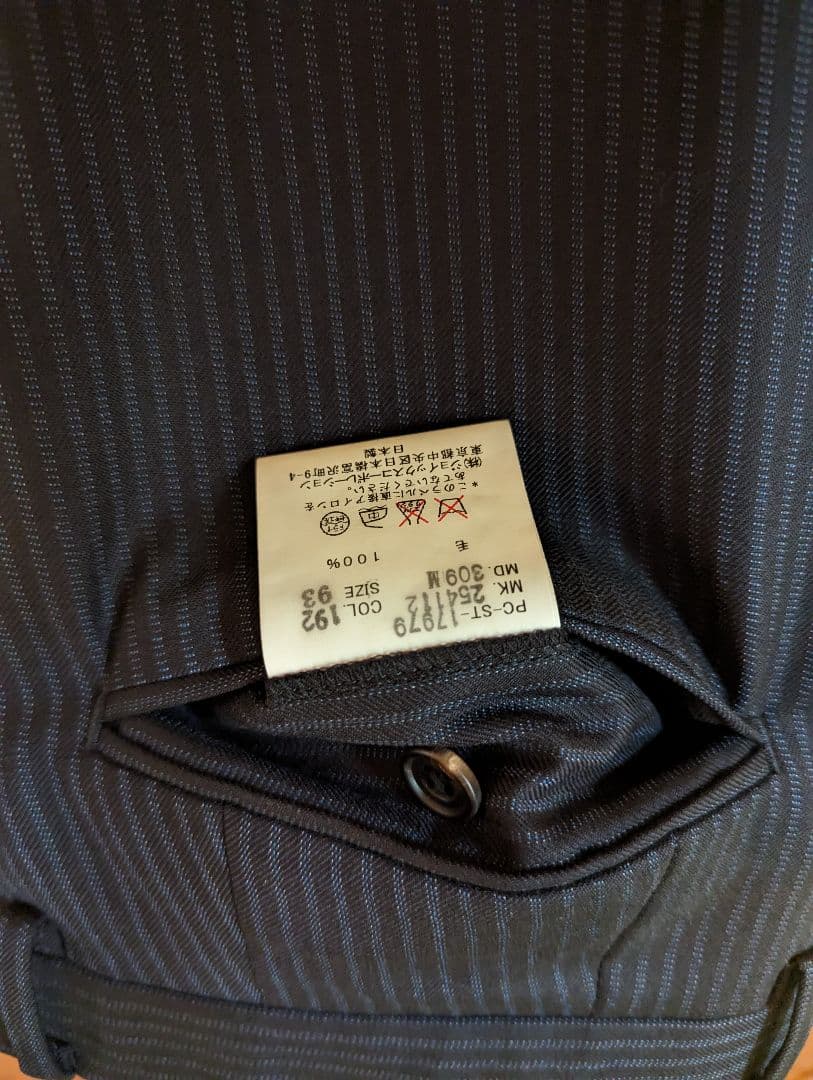 PC-ST-17979
MK. 254112 COL. 192
MD. 309M SIZE 93
毛 100%
ドライ
*このラベルに直接アイロンを
あてないでください。
㈱ジョイックスコーポレーション
東京都中央区日本橋富沢町9-4
日本製